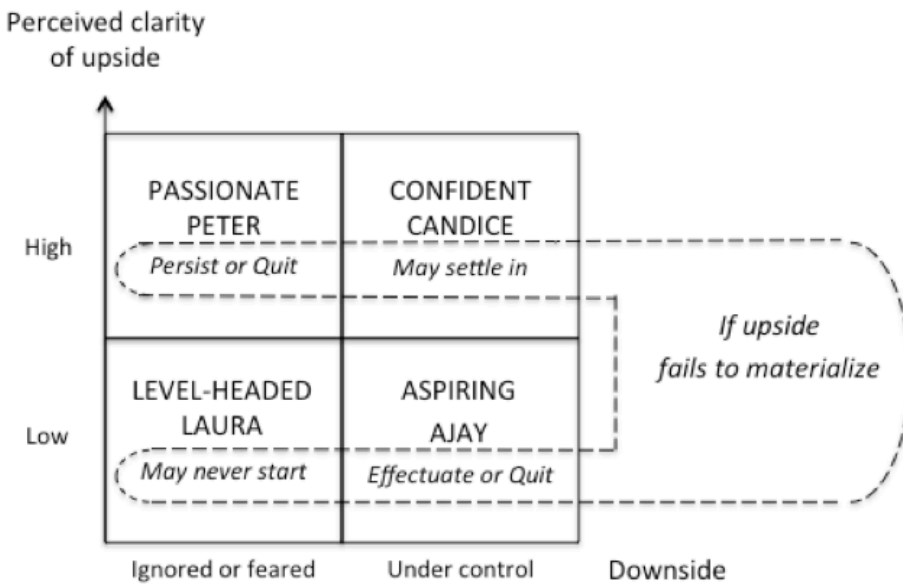 Perceived clarity
of upside
PASSIONATE
PETER
CONFIDENT
CANDICE
High
Persist or Quit
May settle in
If upside
fails to materialize
LEVEL-HEADED
LAURA
ASPIRING
AJAY
Low
May never start
Effectuate or Quit
Ignored or feared
Under control
Downside